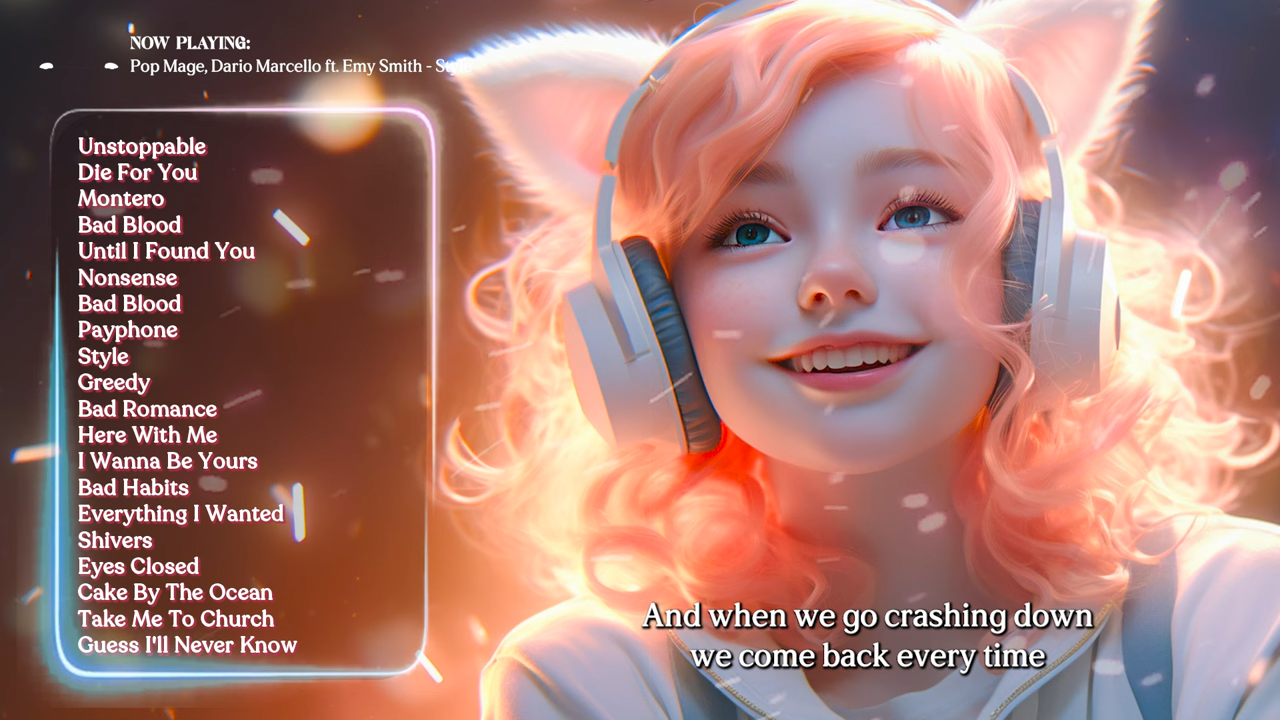 NOW PLAYING:
Pop Mage, Dario Marcello ft. Emy Smith -
Unstoppable
Die For You
Montero
Bad Blood
Until I Found You
Nonsense
Bad Blood
Payphone
Style
Greedy
Bad Romance
Here With Me
I Wanna Be Yours
Bad Habits
Everything I Wanted
Shivers
Eyes Closed
Cake By The Ocean
Take Me To Church
Guess I'll Never Know
And when we go crashing down
we come back every time